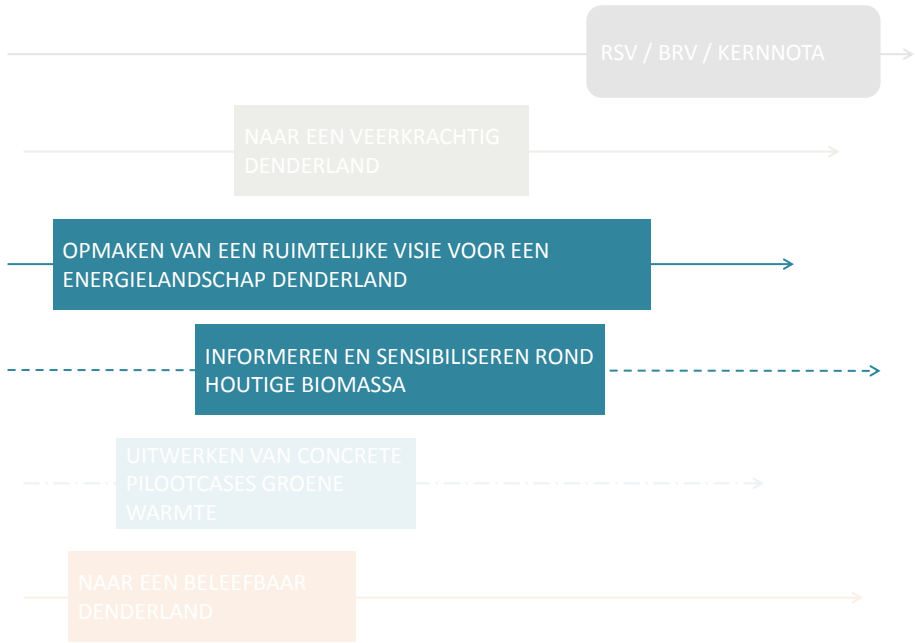 RSV / BRV / KERNNOTA
NAAR EEN VEERKRACHTIG
DENDERLAND
OPMAKEN VAN EEN RUIMTELIJKE VISIE VOOR EEN
ENERGIELANDSCHAP DENDERLAND
INFORMEREN EN SENSIBILISEREN ROND
HOUTIGE BIOMASSA
UITWERKEN VAN CONCRETE
PILOOTCASES GROENE
WARMTE
NAAR EEN BELEEFBAAR
DENDERLAND